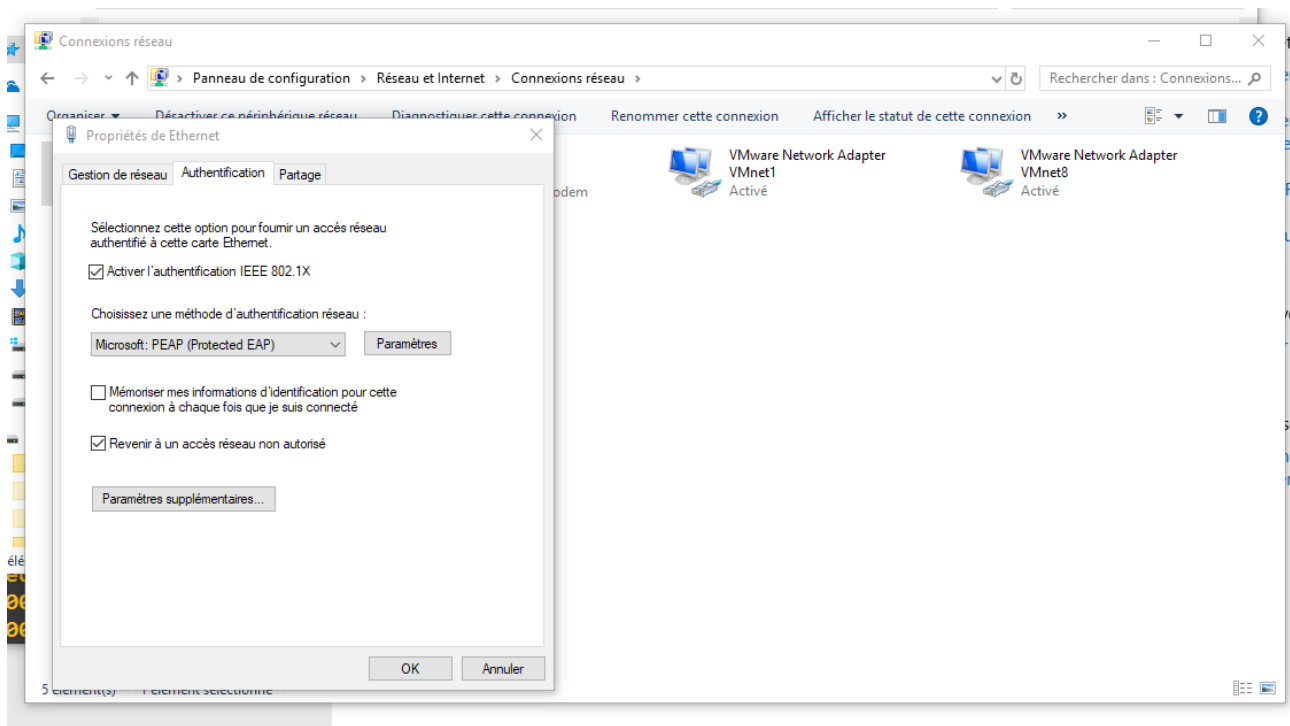 Connexions réseau
Panneau de configuration > Réseau et Internet > Connexions réseau >
Rechercher dans : Connexions...
Organiser Désactiver ce périphérique réseau Diagnostiquer cette connexion Renommer cette connexion Afficher le statut de cette connexion »
Propriétés de Ethernet
Gestion de réseau Authentification Partage
Sélectionnez cette option pour fournir un accès réseau
authentifié à cette carte Ethernet.
Activer l'authentification IEEE 802.1X
Choisissez une méthode d'authentification réseau :
Microsoft: PEAP (Protected EAP) Paramètres
Mémoriser mes informations d'identification pour cette
connexion à chaque fois que je suis connecté
Revenir à un accès réseau non autorisé
Paramètres supplémentaires...
OK Annuler
odem
VMware Network Adapter
VMnet1
Activé
VMware Network Adapter
VMnet8
Activé
5 élément(s) 1 élément sélectionné
élé